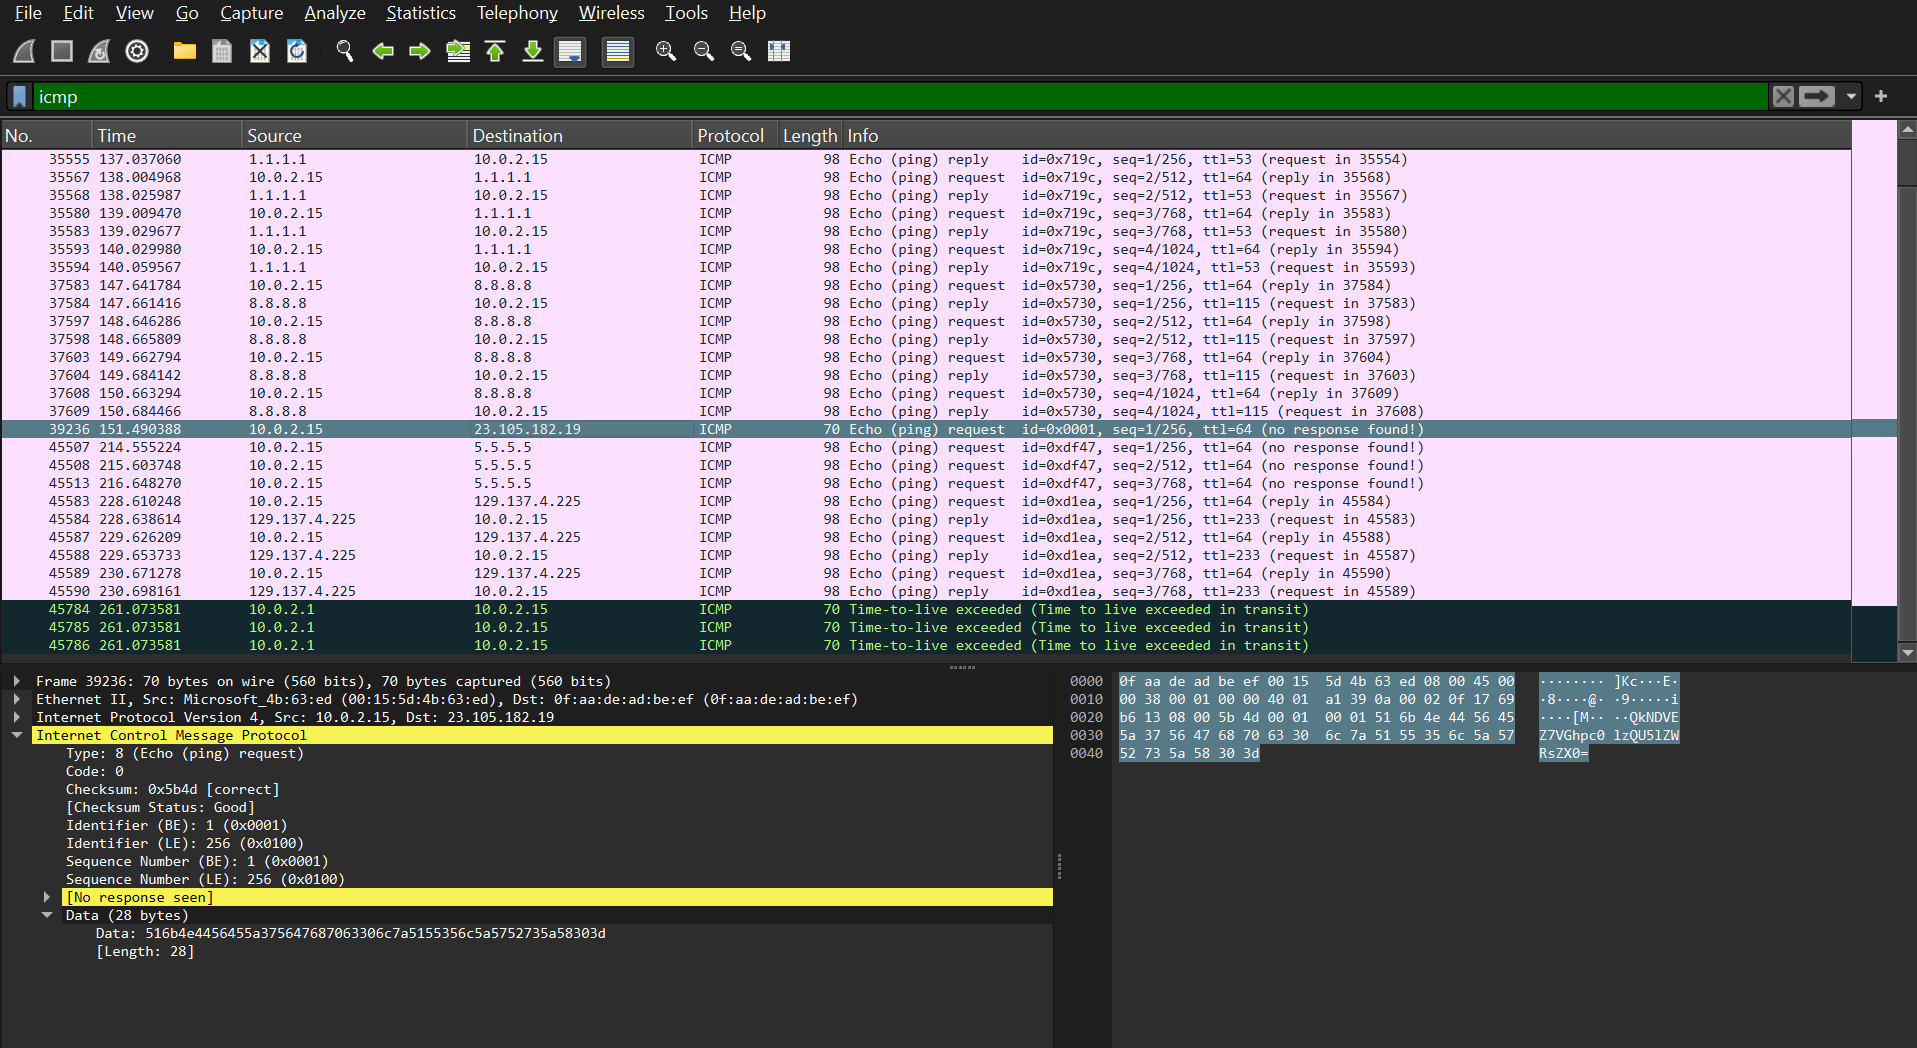 File Edit View Go Capture Analyze Statistics Telephony Wireless Tools Help
icmp
No. Time Source Destination Protocol Length Info
35555 137.037060 1.1.1.1 10.0.2.15 ICMP 98 Echo (ping) reply id=0x719c, seq=1/256, ttl=53 (request in 35554)
35567 138.004968 10.0.2.15 1.1.1.1 ICMP 98 Echo (ping) request id=0x719c, seq=2/512, ttl=64 (reply in 35568)
35568 138.025987 1.1.1.1 10.0.2.15 ICMP 98 Echo (ping) reply id=0x719c, seq=2/512, ttl=53 (request in 35567)
35580 139.009470 10.0.2.15 1.1.1.1 ICMP 98 Echo (ping) request id=0x719c, seq=3/768, ttl=64 (reply in 35583)
35583 139.029677 1.1.1.1 10.0.2.15 ICMP 98 Echo (ping) reply id=0x719c, seq=3/768, ttl=53 (request in 35580)
35593 140.029980 10.0.2.15 1.1.1.1 ICMP 98 Echo (ping) request id=0x719c, seq=4/1024, ttl=64 (reply in 35594)
35594 140.059567 1.1.1.1 10.0.2.15 ICMP 98 Echo (ping) reply id=0x719c, seq=4/1024, ttl=53 (request in 35593)
37583 147.641784 10.0.2.15 8.8.8.8 ICMP 98 Echo (ping) request id=0x5730, seq=1/256, ttl=64 (reply in 37584)
37584 147.661416 8.8.8.8 10.0.2.15 ICMP 98 Echo (ping) reply id=0x5730, seq=1/256, ttl=115 (request in 37583)
37597 148.646286 10.0.2.15 8.8.8.8 ICMP 98 Echo (ping) request id=0x5730, seq=2/512, ttl=64 (reply in 37598)
37598 148.665809 8.8.8.8 10.0.2.15 ICMP 98 Echo (ping) reply id=0x5730, seq=2/512, ttl=115 (request in 37597)
37603 149.662794 10.0.2.15 8.8.8.8 ICMP 98 Echo (ping) request id=0x5730, seq=3/768, ttl=64 (reply in 37604)
37604 149.684142 8.8.8.8 10.0.2.15 ICMP 98 Echo (ping) reply id=0x5730, seq=3/768, ttl=115 (request in 37603)
37608 150.663294 10.0.2.15 8.8.8.8 ICMP 98 Echo (ping) request id=0x5730, seq=4/1024, ttl=64 (reply in 37609)
37609 150.684466 8.8.8.8 10.0.2.15 ICMP 98 Echo (ping) reply id=0x5730, seq=4/1024, ttl=115 (request in 37608)
39236 151.490388 10.0.2.15 23.105.182.19 ICMP 70 Echo (ping) request id=0x0001, seq=1/256, ttl=64 (no response found!)
45507 214.555224 10.0.2.15 5.5.5.5 ICMP 98 Echo (ping) request id=0xdf47, seq=1/256, ttl=64 (no response found!)
45508 215.603748 10.0.2.15 5.5.5.5 ICMP 98 Echo (ping) request id=0xdf47, seq=2/512, ttl=64 (no response found!)
45513 216.648270 10.0.2.15 5.5.5.5 ICMP 98 Echo (ping) request id=0xdf47, seq=3/768, ttl=64 (no response found!)
45583 228.610248 10.0.2.15 129.137.4.225 ICMP 98 Echo (ping) request id=0xd1ea, seq=1/256, ttl=64 (reply in 45584)
45584 228.638614 129.137.4.225 10.0.2.15 ICMP 98 Echo (ping) reply id=0xd1ea, seq=1/256, ttl=233 (request in 45583)
45587 229.626209 10.0.2.15 129.137.4.225 ICMP 98 Echo (ping) request id=0xd1ea, seq=2/512, ttl=64 (reply in 45588)
45588 229.653733 129.137.4.225 10.0.2.15 ICMP 98 Echo (ping) reply id=0xd1ea, seq=2/512, ttl=233 (request in 45587)
45589 230.671278 10.0.2.15 129.137.4.225 ICMP 98 Echo (ping) request id=0xd1ea, seq=3/768, ttl=64 (reply in 45590)
45590 230.698161 129.137.4.225 10.0.2.15 ICMP 98 Echo (ping) reply id=0xd1ea, seq=3/768, ttl=233 (request in 45589)
45784 261.073581 10.0.2.1 10.0.2.15 ICMP 70 Time-to-live exceeded (Time to live exceeded in transit)
45785 261.073581 10.0.2.1 10.0.2.15 ICMP 70 Time-to-live exceeded (Time to live exceeded in transit)
45786 261.073581 10.0.2.1 10.0.2.15 ICMP 70 Time-to-live exceeded (Time to live exceeded in transit)
Frame 39236: 70 bytes on wire (560 bits), 70 bytes captured (560 bits)
Ethernet II, Src: Microsoft_4b:63:ed (00:15:5d:4b:63:ed), Dst: 0f:aa:de:ad:be:ef (0f:aa:de:ad:be:ef)
Internet Protocol Version 4, Src: 10.0.2.15, Dst: 23.105.182.19
Internet Control Message Protocol
Type: 8 (Echo (ping) request)
Code: 0
Checksum: 0x5b4d [correct]
[Checksum Status: Good]
Identifier (BE): 1 (0x0001)
Identifier (LE): 256 (0x0100)
Sequence Number (BE): 1 (0x0001)
Sequence Number (LE): 256 (0x0100)
[No response seen]
Data (28 bytes)
Data: 516b4e4456455a375647687063306c7a5155356c5a5752735a58303d
[Length: 28]
0000 0f aa de ad be ef 00 15 5d 4b 63 ed 08 00 45 00 ········ ]Kc···E·
0010 00 38 00 01 00 00 40 01 a1 39 0a 00 02 0f 17 69 ·8····@· ·9·····i
0020 b6 13 08 00 5b 4d 00 01 00 01 51 6b 4e 44 56 45 ····[M·· ··QkNDVE
0030 5a 37 56 47 68 70 63 30 6c 7a 51 55 35 6c 5a 57 Z7VGhpc0 lzQU5lZW
0040 52 73 5a 58 30 3d RsZX0=